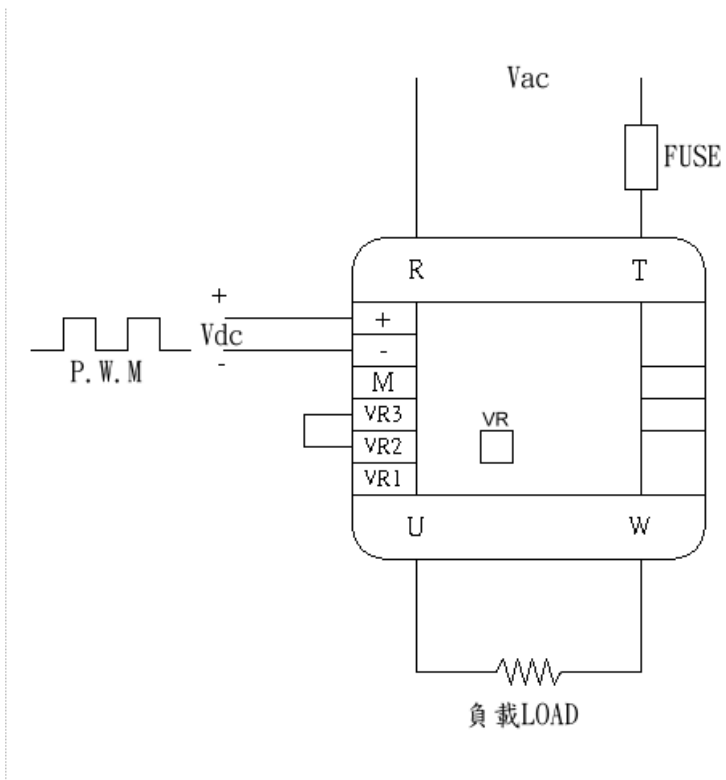 Vac
FUSE
R
T
+
+
Vdc
-
-
P.W.M
M
VR3
VR
VR2
VR1
U
W
負載LOAD